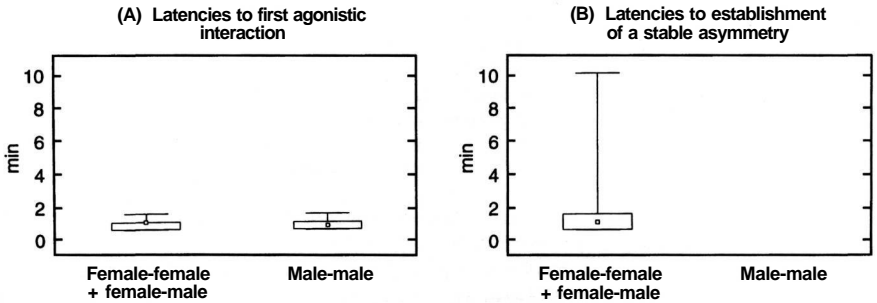 (A) Latencies to first agonistic
interaction
min
10
8
6
4
2
0
Female-female
+ female-male
Male-male
(B) Latencies to establishment
of a stable asymmetry
min
10
8
6
4
2
0
Female-female
+ female-male
Male-male